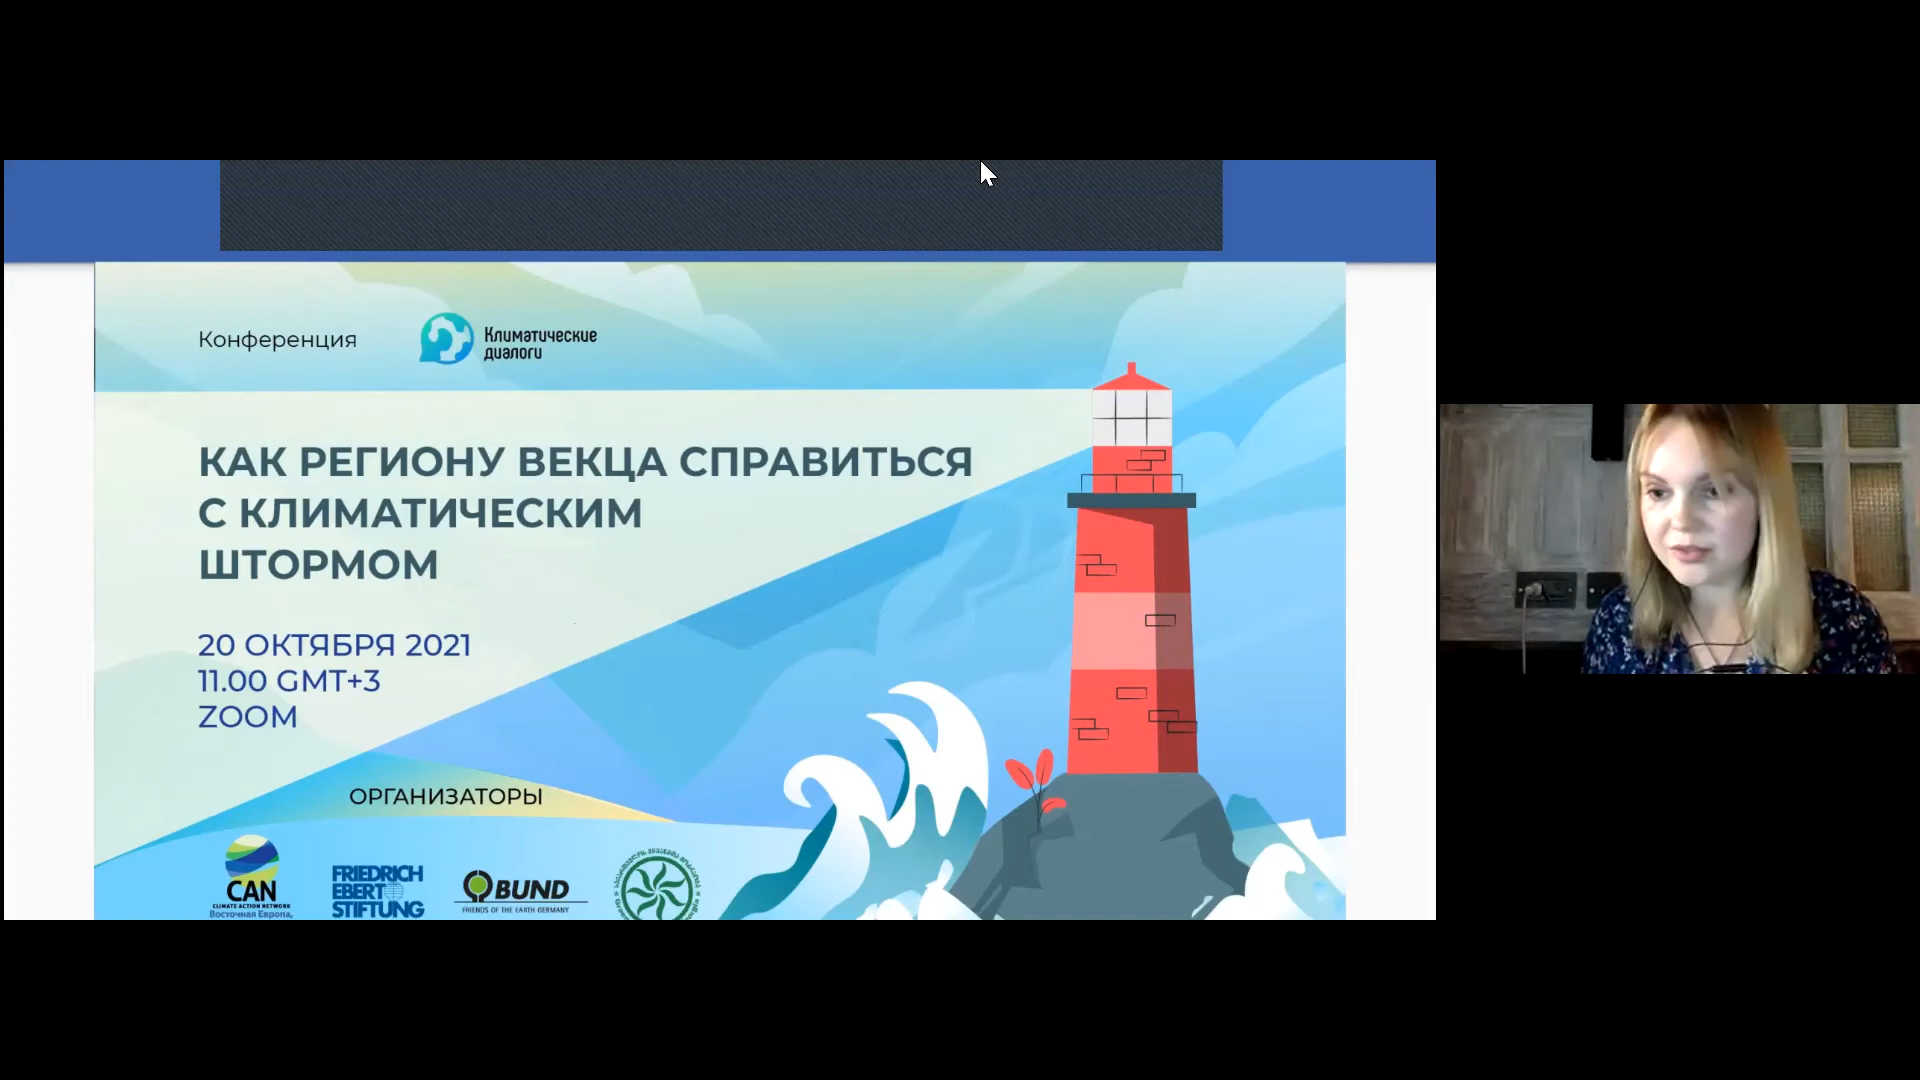 Конференция
Климатические
диалоги
КАК РЕГИОНУ ВЕКЦА СПРАВИТЬСЯ
С КЛИМАТИЧЕСКИМ
ШТОРМОМ
20 ОКТЯБРЯ 2021
11.00 GMT+3
ZOOM
ОРГАНИЗАТОРЫ
CAN
CLIMATE ACTION NETWORK
Восточная Европа,
FRIEDRICH
EBERT
STIFTUNG
BUND
FRIENDS OF THE EARTH GERMANY